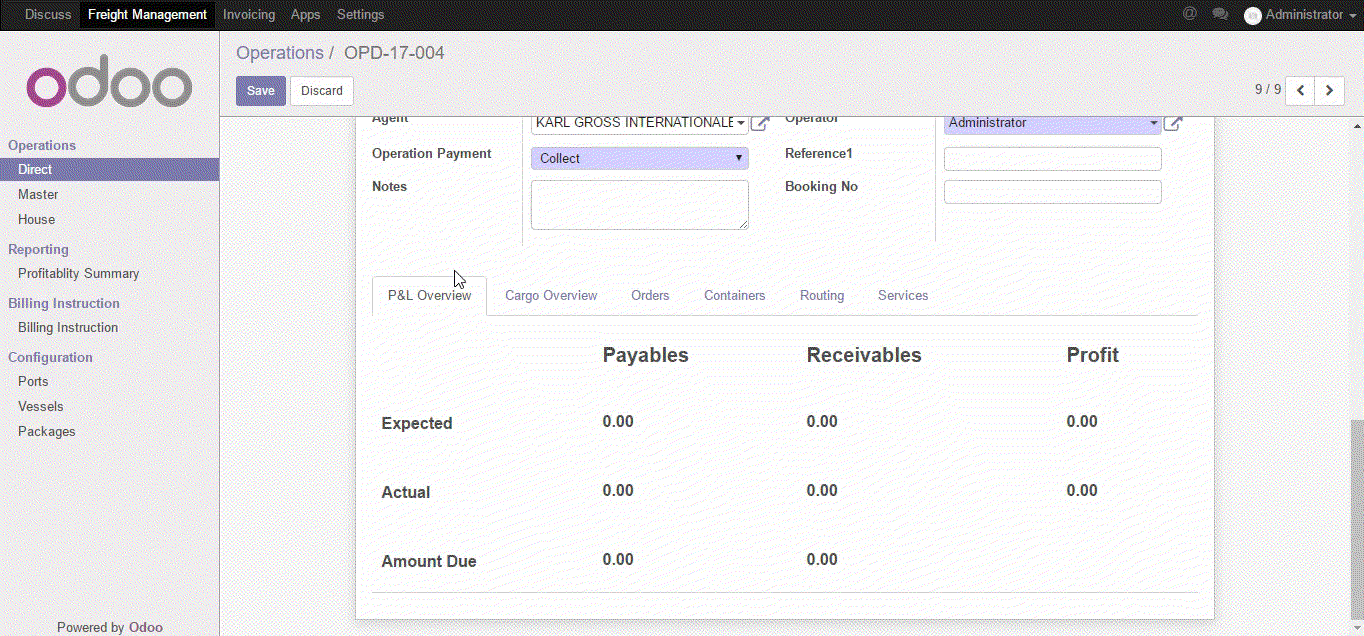 Discuss Freight Management Invoicing Apps Settings @ Administrator
odoo
Operations / OPD-17-004
Save Discard
9 / 9
Operations
Direct
Master
House
Reporting
Profitablity Summary
Billing Instruction
Billing Instruction
Configuration
Ports
Vessels
Packages
Powered by Odoo
Agent KARL GROSS INTERNATIONALE Operator Administrator
Operation Payment Collect Reference1
Notes Booking No
P&L Overview Cargo Overview Orders Containers Routing Services
Payables Receivables Profit
Expected 0.00 0.00 0.00
Actual 0.00 0.00 0.00
Amount Due 0.00 0.00